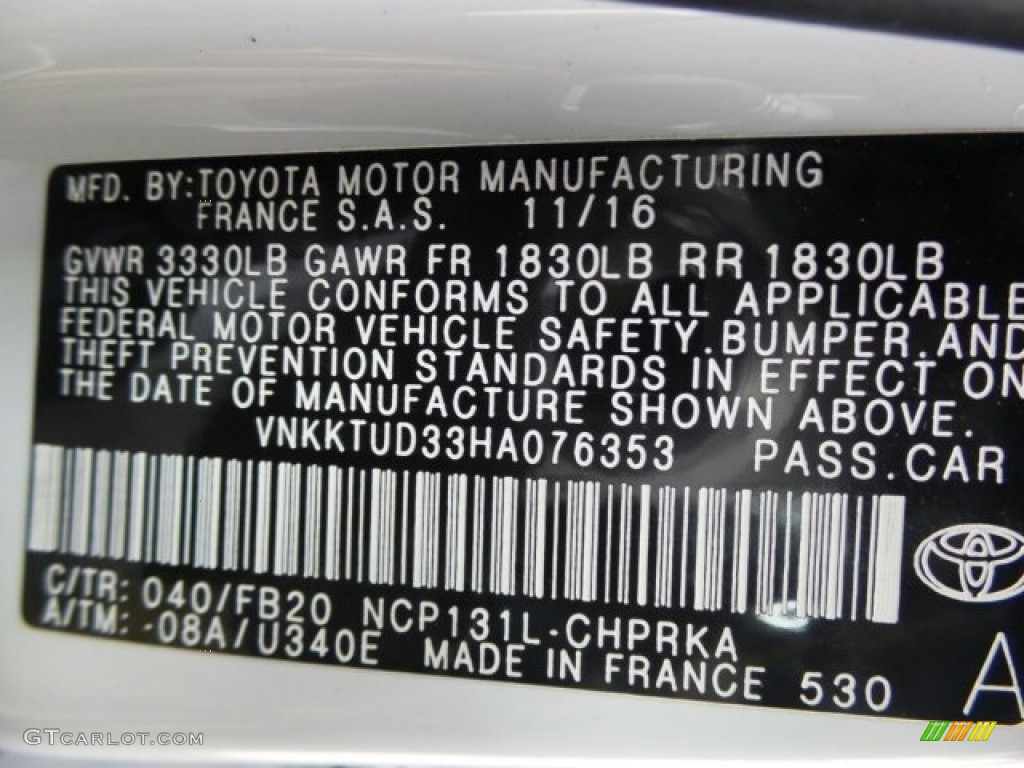 MFD. BY:TOYOTA MOTOR MANUFACTURING
FRANCE S.A.S. 11/16
GVWR 3330LB GAWR FR 1830LB RR 1830LB
THIS VEHICLE CONFORMS TO ALL APPLICABLE
FEDERAL MOTOR VEHICLE SAFETY.BUMPER.AND
THEFT PREVENTION STANDARDS IN EFFECT ON
THE DATE OF MANUFACTURE SHOWN ABOVE.
VNKKTUD33HA076353 PASS.CAR
C/TR: 040/FB20 NCP131L-CHPRKA
A/TM: -08A/U340E MADE IN FRANCE 530 A
GTCARLOT.COM